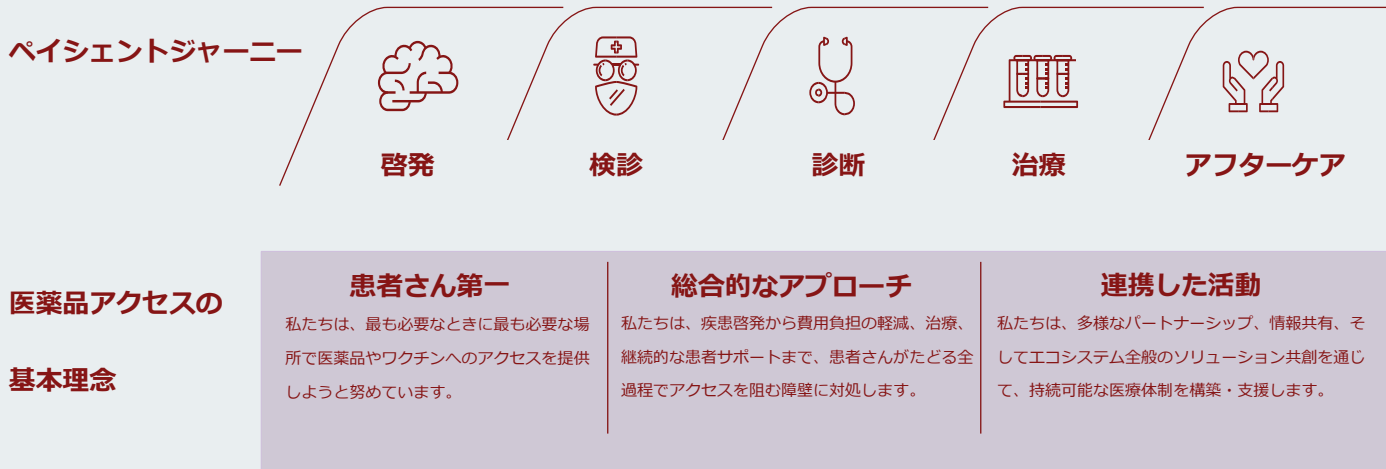 ペイシェントジャーニー
啓発
検診
診断
治療
アフターケア
医薬品アクセスの
基本理念
患者さん第一
私たちは、最も必要なときに最も必要な場
所で医薬品やワクチンへのアクセスを提供
しようと努めています。
総合的なアプローチ
私たちは、疾患啓発から費用負担の軽減、治療、
継続的な患者サポートまで、患者さんがたどる全
過程でアクセスを阻む障壁に対処します。
連携した活動
私たちは、多様なパートナーシップ、情報共有、そ
してエコシステム全般のソリューション共創を通じ
て、持続可能な医療体制を構築・支援します。